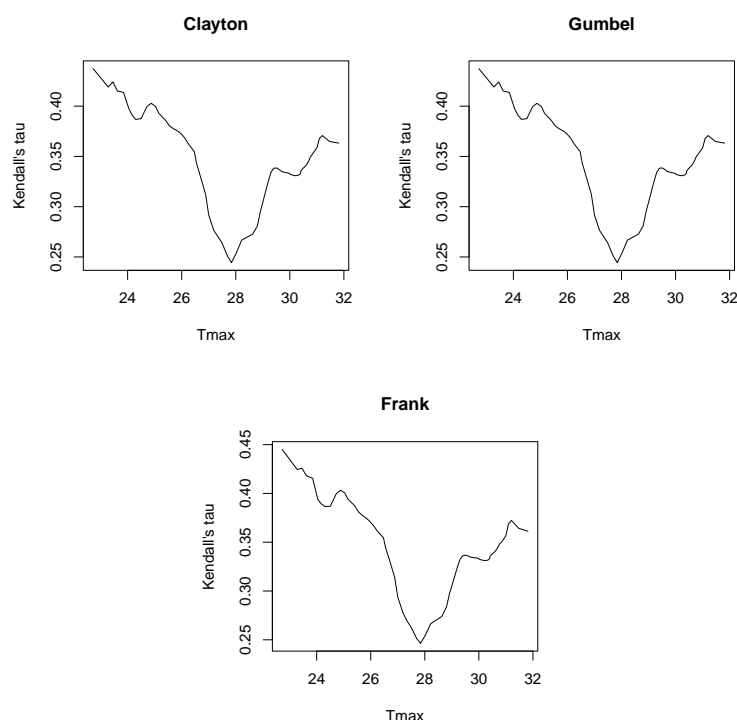 Clayton
Gumbel
Kendall's tau
0.25 0.30 0.35 0.40
24 26 28 30 32
Tmax
Kendall's tau
0.25 0.30 0.35 0.40
24 26 28 30 32
Tmax
Frank
Kendall's tau
0.25 0.30 0.35 0.40 0.45
24 26 28 30 32
Tmax